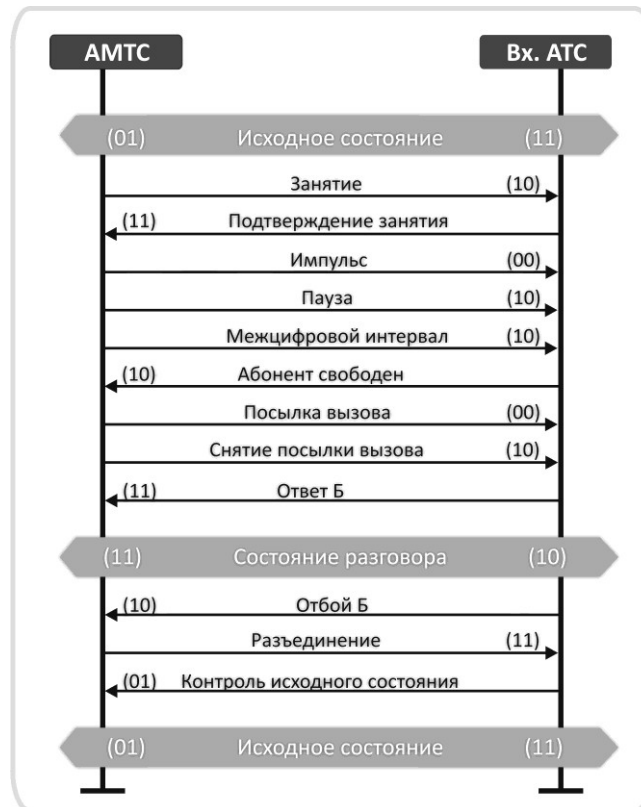 АМТС Вх. АТС
(01) Исходное состояние (11)
Занятие (10)
(11) Подтверждение занятия
Импульс (00)
Пауза (10)
Межцифровой интервал (10)
(10) Абонент свободен
Посылка вызова (00)
Снятие посылки вызова (10)
(11) Ответ Б
(11) Состояние разговора (10)
(10) Отбой Б
Разъединение (11)
(01) Контроль исходного состояния
(01) Исходное состояние (11)